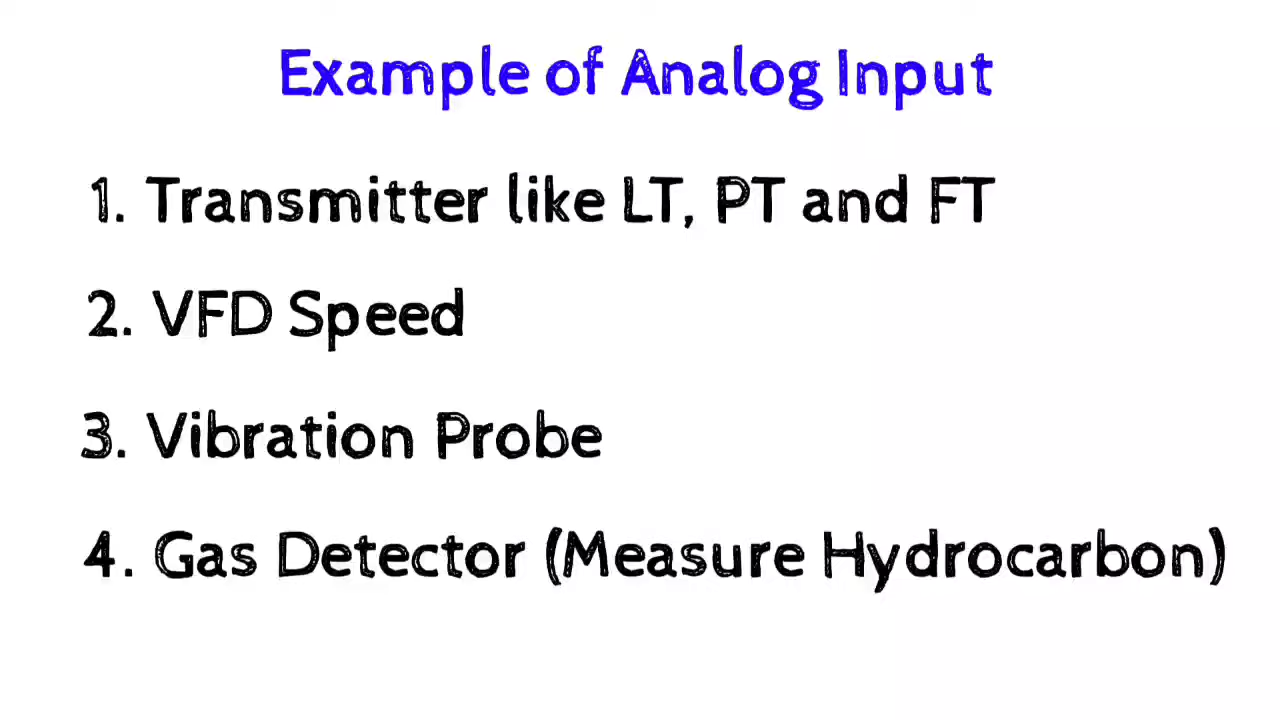 Example of Analog Input
1. Transmitter like LT, PT and FT
2. VFD Speed
3. Vibration Probe
4. Gas Detector (Measure Hydrocarbon)